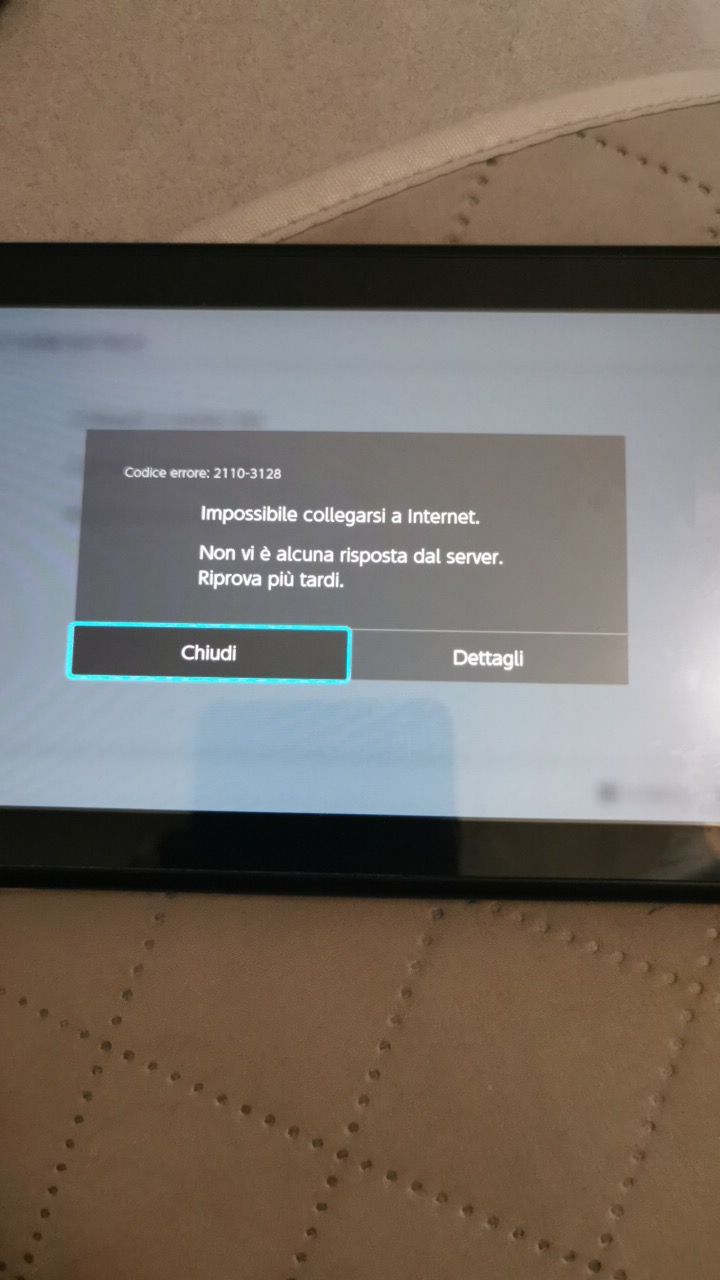 Codice errore: 2110-3128
Impossibile collegarsi a Internet.
Non vi è alcuna risposta dal server.
Riprova più tardi.
Chiudi
Dettagli